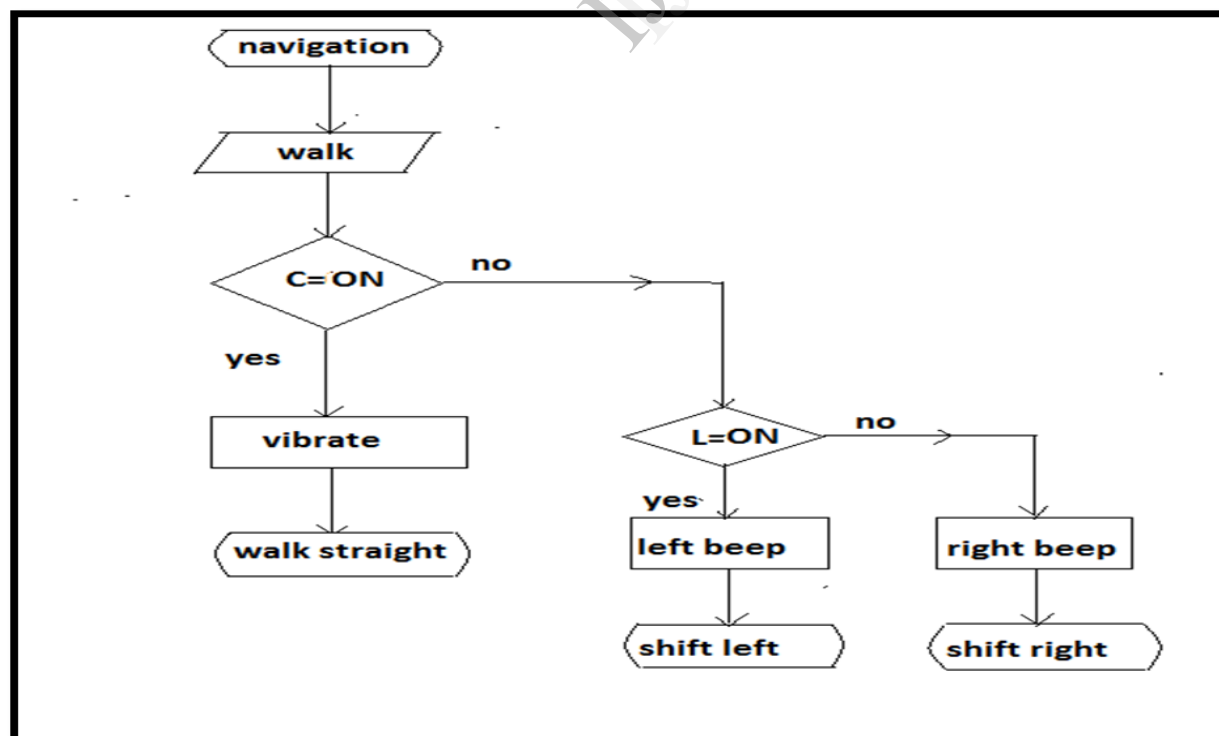 navigation
walk
C= ON
no
yes
vibrate
L=ON
no
yes
walk straight
left beep
right beep
shift left
shift right